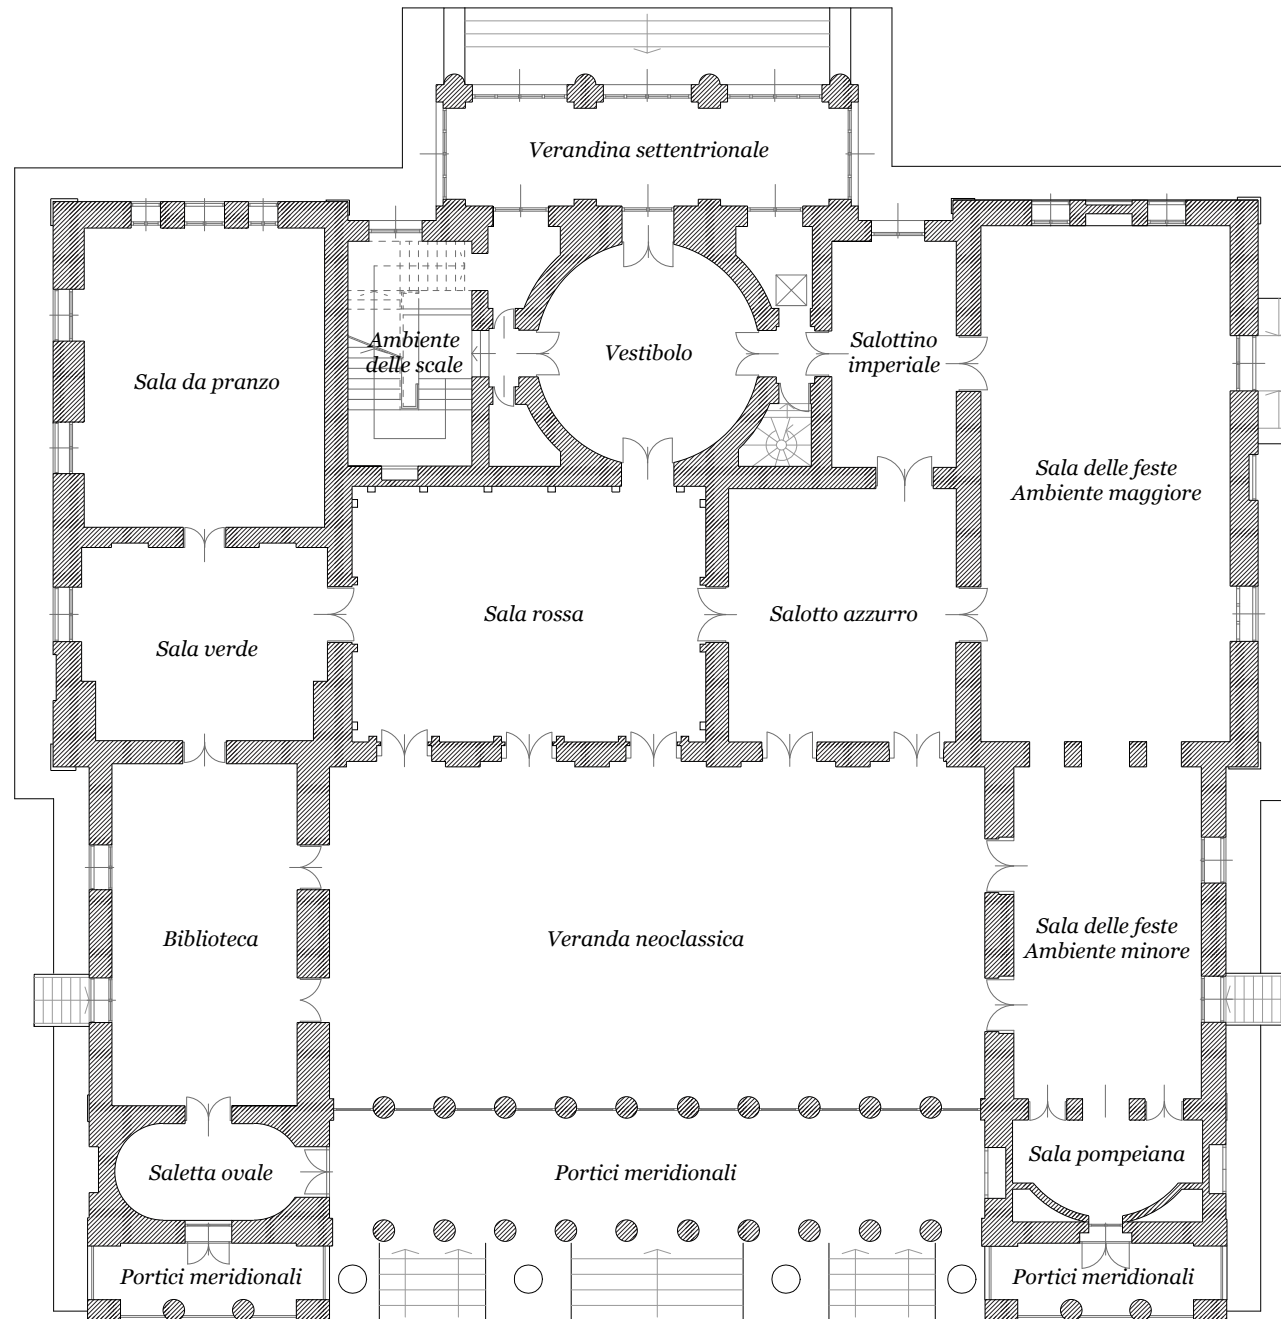 Verandina settentrionale
Ambiente
delle scale
Vestibolo
Salottino
imperiale
Sala da pranzo
Sala delle feste
Ambiente maggiore
Sala rossa
Salotto azzurro
Sala verde
Biblioteca
Veranda neoclassica
Sala delle feste
Ambiente minore
Saletta ovale
Portici meridionali
Sala pompeiana
Portici meridionali
Portici meridionali